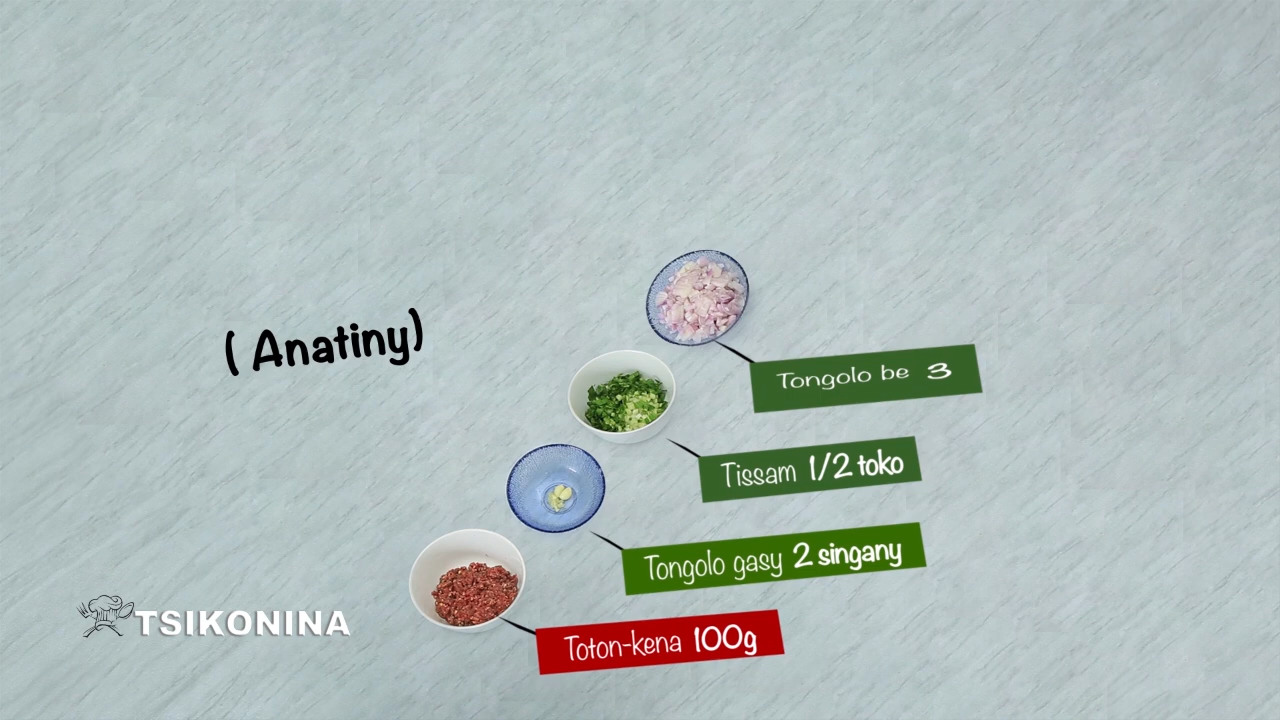 ( Anatiny)
Tongolo be 3
Tissam 1/2 toko
Tongolo gasy 2 singany
Toton-kena 100g
TSIKONINA